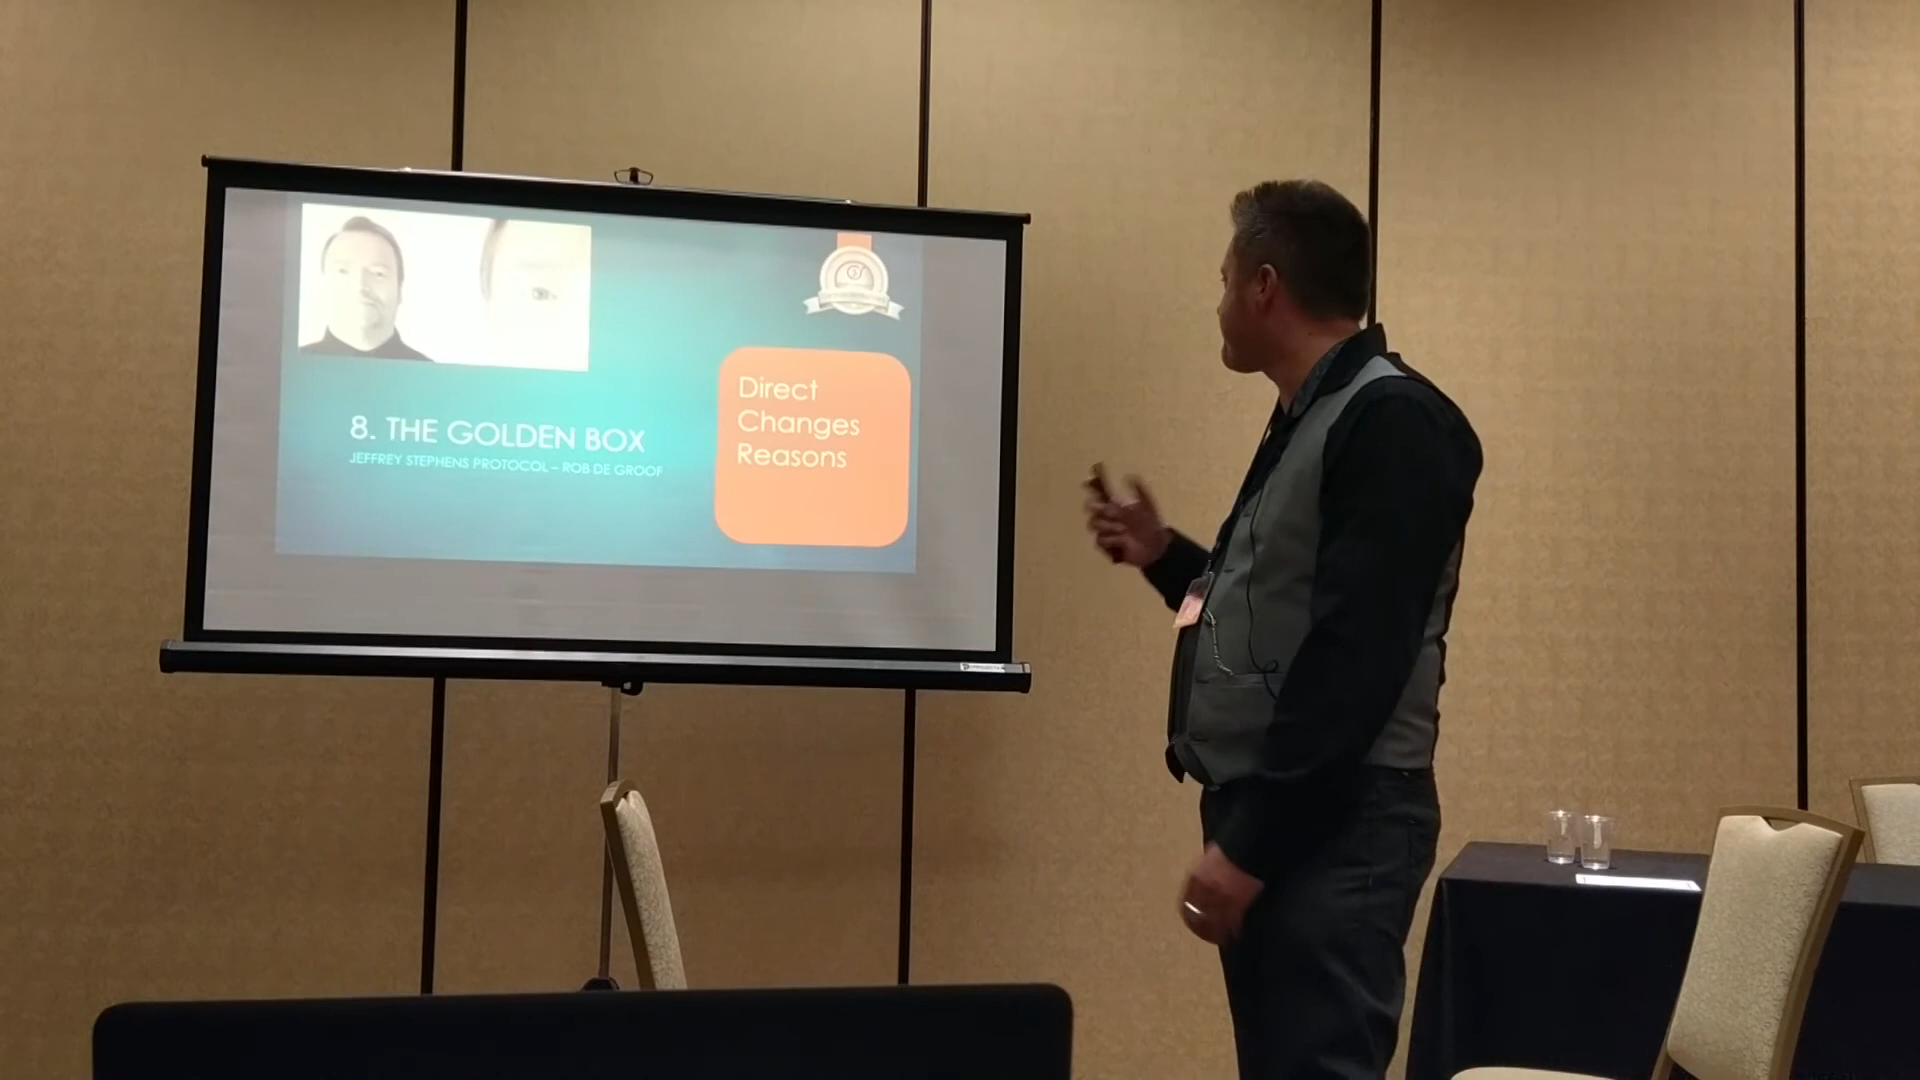 8. THE GOLDEN BOX
JEFFREY STEPHENS PROTOCOL – ROB DE GROOF
Direct
Changes
Reasons